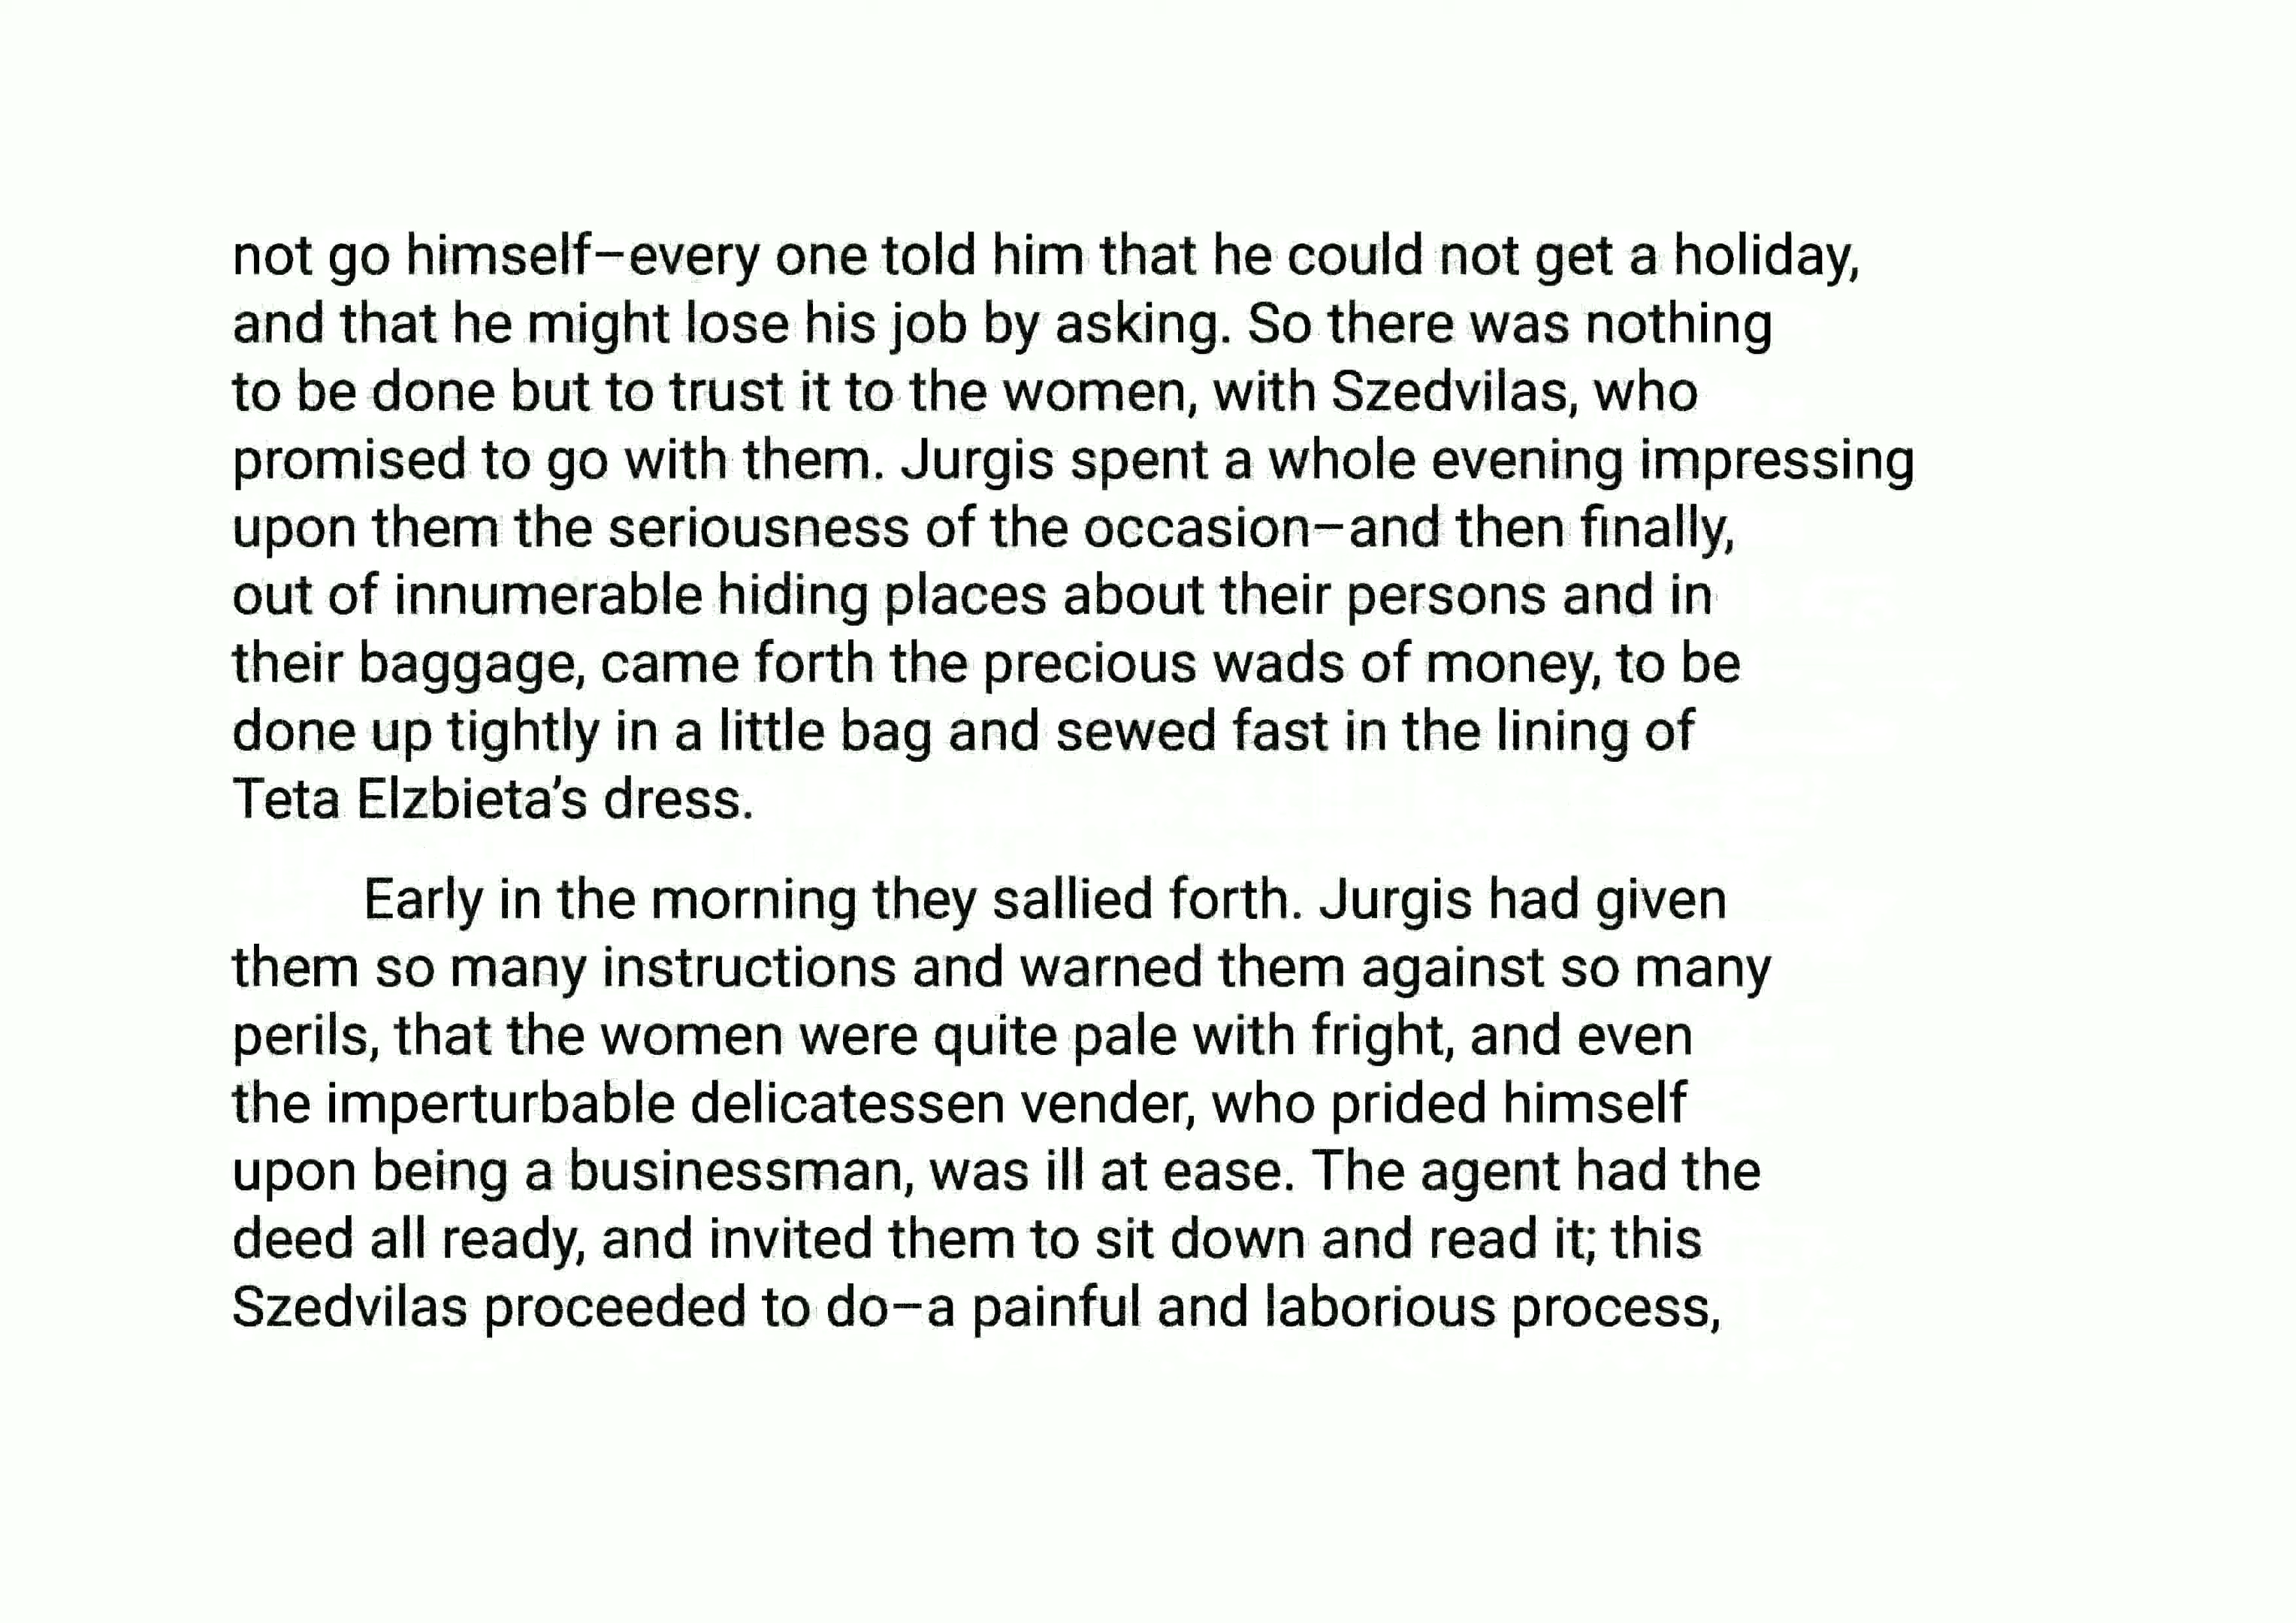 not go himself–every one told him that he could not get a holiday,
and that he might lose his job by asking. So there was nothing
to be done but to trust it to the women, with Szedvilas, who
promised to go with them. Jurgis spent a whole evening impressing
upon them the seriousness of the occasion–and then finally,
out of innumerable hiding places about their persons and in
their baggage, came forth the precious wads of money, to be
done up tightly in a little bag and sewed fast in the lining of
Teta Elzbieta’s dress.
Early in the morning they sallied forth. Jurgis had given
them so many instructions and warned them against so many
perils, that the women were quite pale with fright, and even
the imperturbable delicatessen vender, who prided himself
upon being a businessman, was ill at ease. The agent had the
deed all ready, and invited them to sit down and read it; this
Szedvilas proceeded to do–a painful and laborious process,